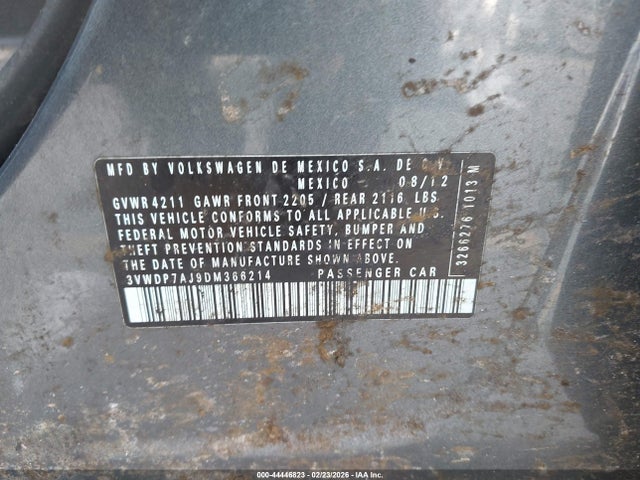 MFD BY VOLKSWAGEN DE MEXICO S.A. DE C.V.
MEXICO 08/12
GVWR 4211 GAWR FRONT 2205 / REAR 2116 LBS
THIS VEHICLE CONFORMS TO ALL APPLICABLE U.S.
FEDERAL MOTOR VEHICLE SAFETY, BUMPER AND
THEFT PREVENTION STANDARDS IN EFFECT ON
THE DATE OF MANUFACTURE SHOWN ABOVE.
3VWDP7AJ9DM366214 PASSENGER CAR
3266276 1013 M
000-44446823 - 02/23/2026 - IAA Holdings, LLC